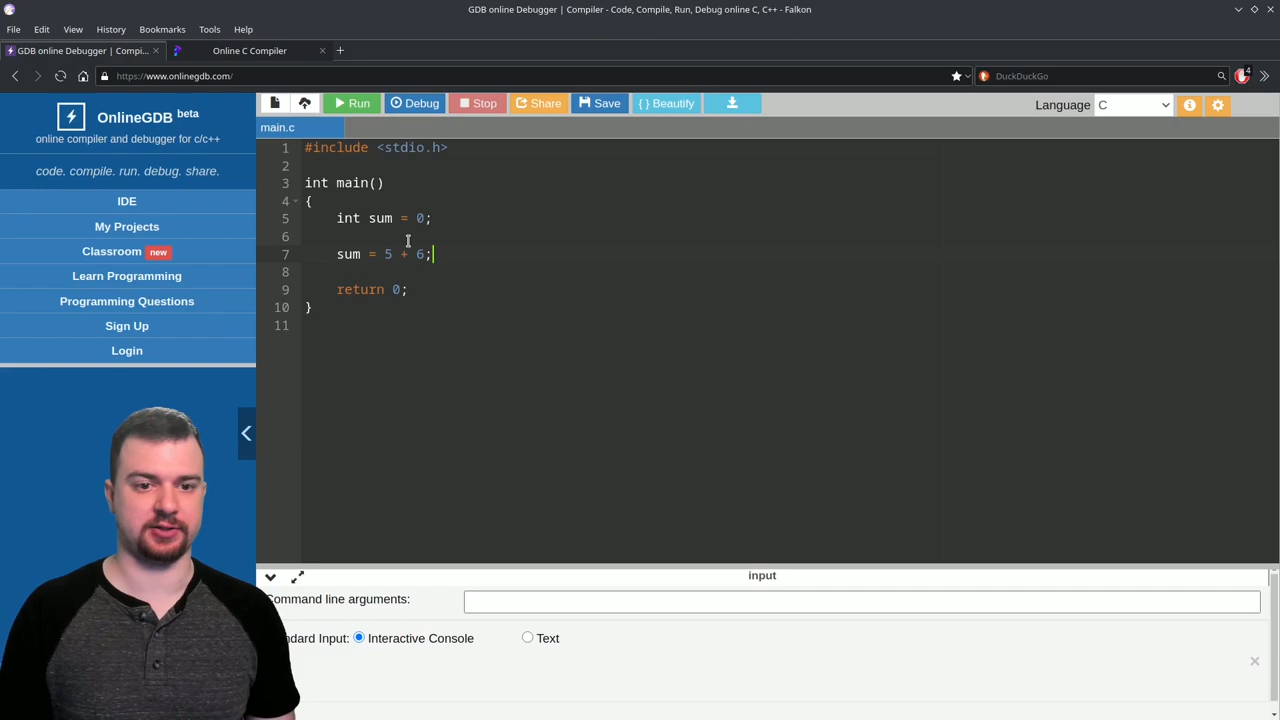 GDB online Debugger | Compiler - Code, Compile, Run, Debug online C, C++ - Falkon
File Edit View History Bookmarks Tools Help
GDB online Debugger | Compi... Online C Compiler
https://www.onlinegdb.com/ DuckDuckGo 4
OnlineGDB beta
online compiler and debugger for c/c++
code. compile. run. debug. share.
IDE
My Projects
Classroom new
Learn Programming
Programming Questions
Sign Up
Login
Run Debug Stop Share Save { } Beautify Language C
main.c
1 #include <stdio.h>
2
3 int main()
4 {
5 int sum = 0;
6
7 sum = 5 + 6;
8
9 return 0;
10 }
11
input
Command line arguments:
ndard Input: Interactive Console Text